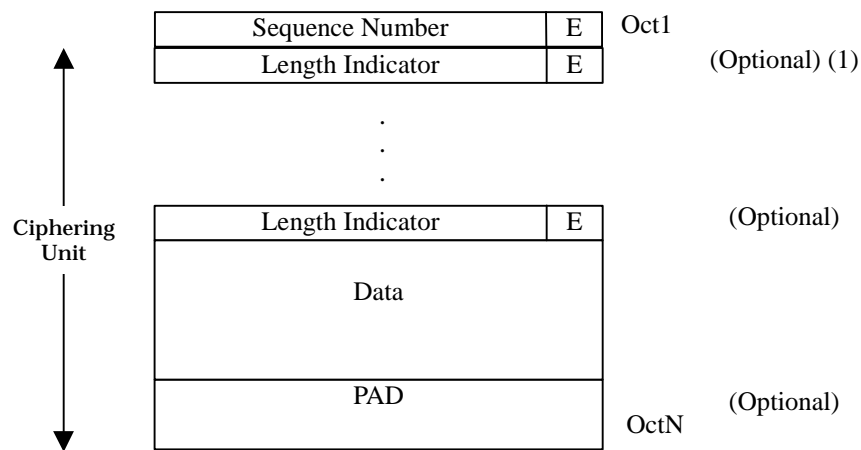 Sequence Number E Oct1
Length Indicator E (Optional) (1)
.
.
.
Length Indicator E (Optional)
Ciphering
Unit
Data
PAD (Optional)
OctN